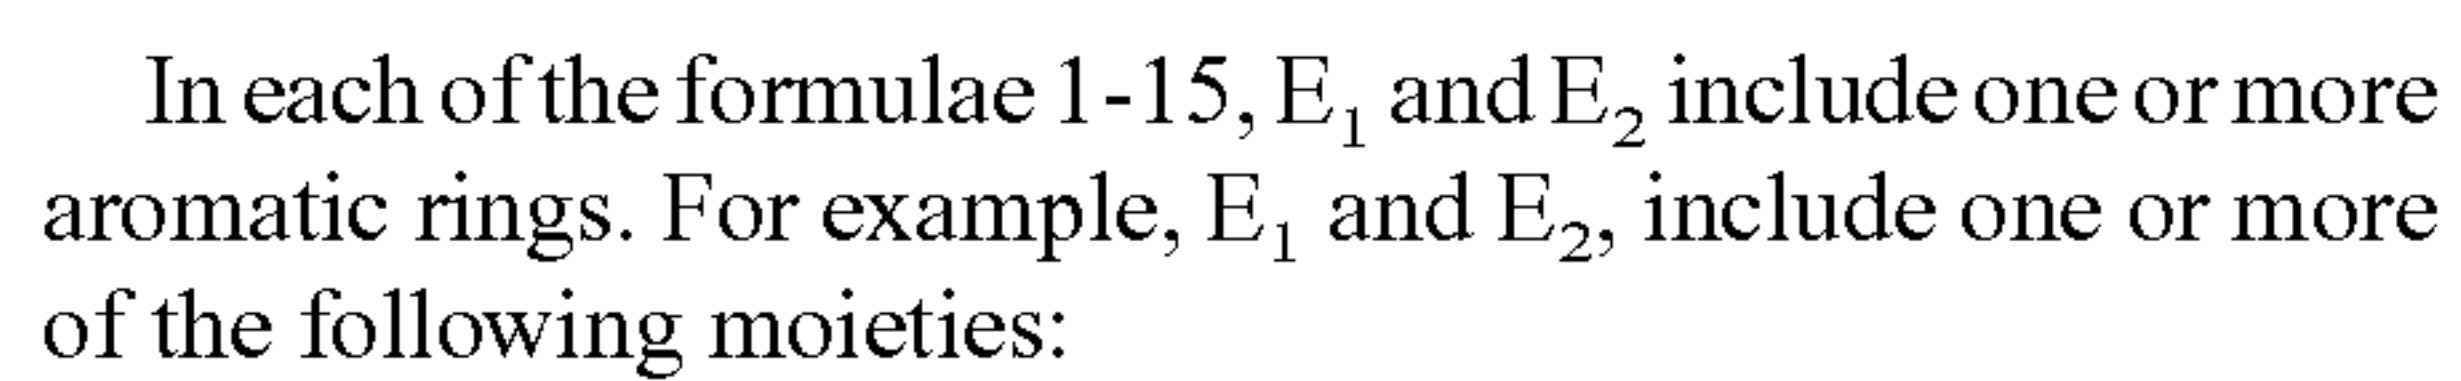 In each of the formulae 1-15, E₁ and E₂ include one or more
aromatic rings. For example, E₁ and E₂, include one or more
of the following moieties: